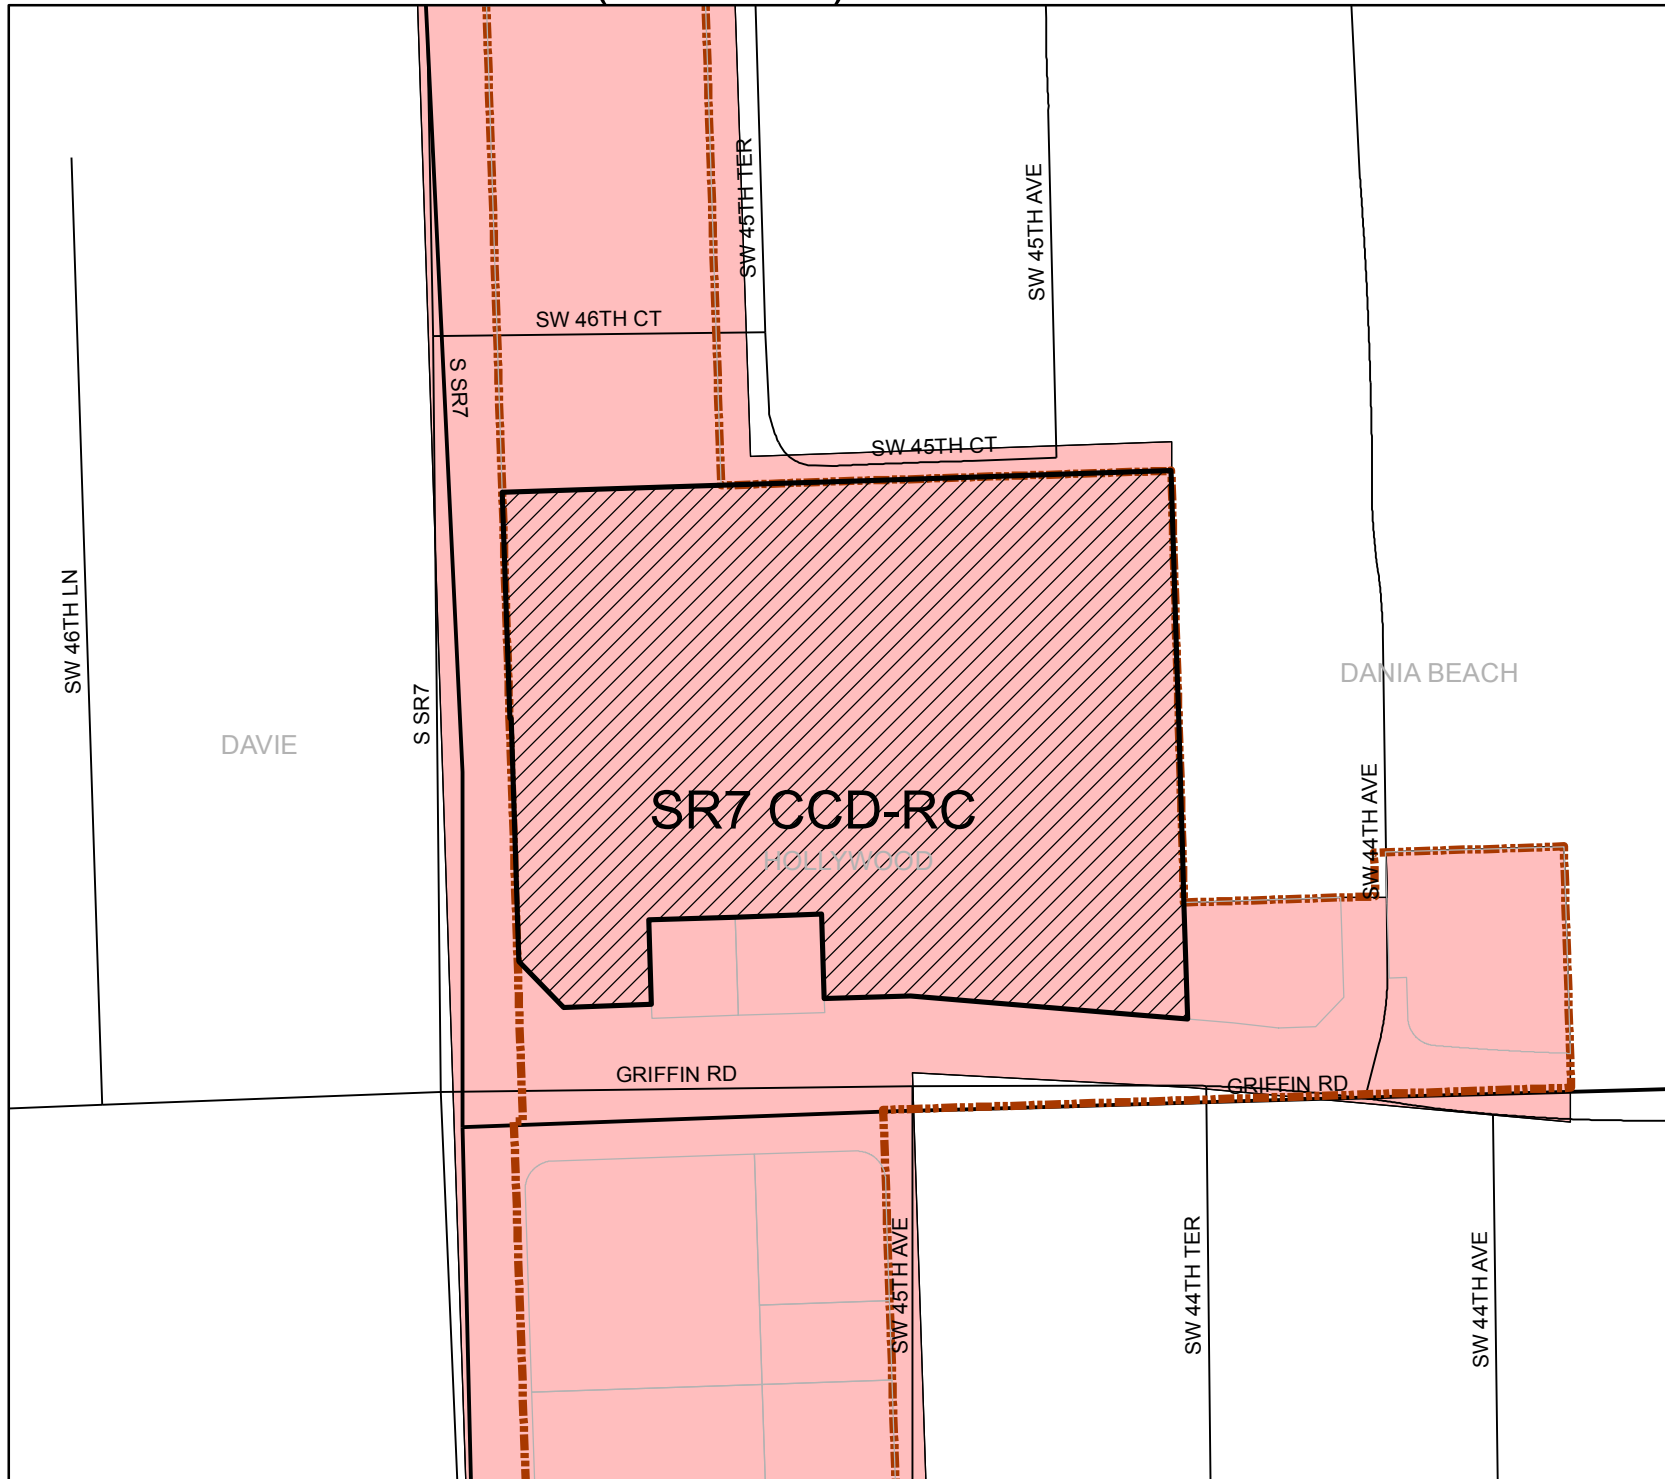 SW 45TH TER
SW 45TH AVE
SW 46TH CT
S SR7
SW 45TH CT
SW 46TH LN
S SR7
DANIA BEACH
DAVIE
SR7 CCD-RC
HOLLYWOOD
SW 44TH AVE
GRIFFIN RD
GRIFFIN RD
SW 45TH AVE
SW 44TH TER
SW 44TH AVE